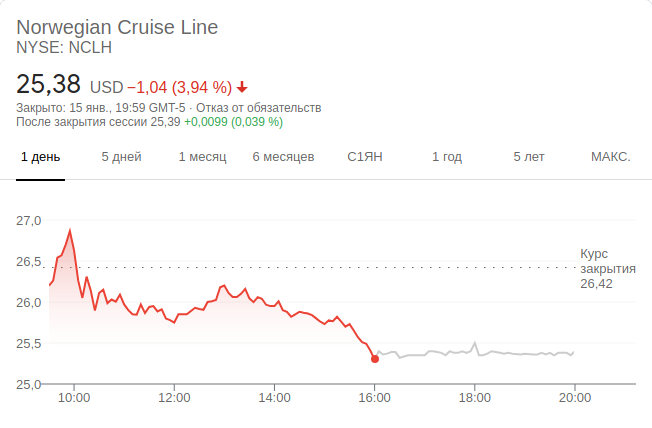 Norwegian Cruise Line
NYSE: NCLH
25,38 USD −1,04 (3,94 %)
Закрыто: 15 янв., 19:59 GMT-5 · Отказ от обязательств
После закрытия сессии 25,39 +0,0099 (0,039 %)
1 день 5 дней 1 месяц 6 месяцев С1ЯН 1 год 5 лет МАКС.
27,0
26,5
26,0
25,5
25,0
Курс
закрытия
26,42
10:00 12:00 14:00 16:00 18:00 20:00